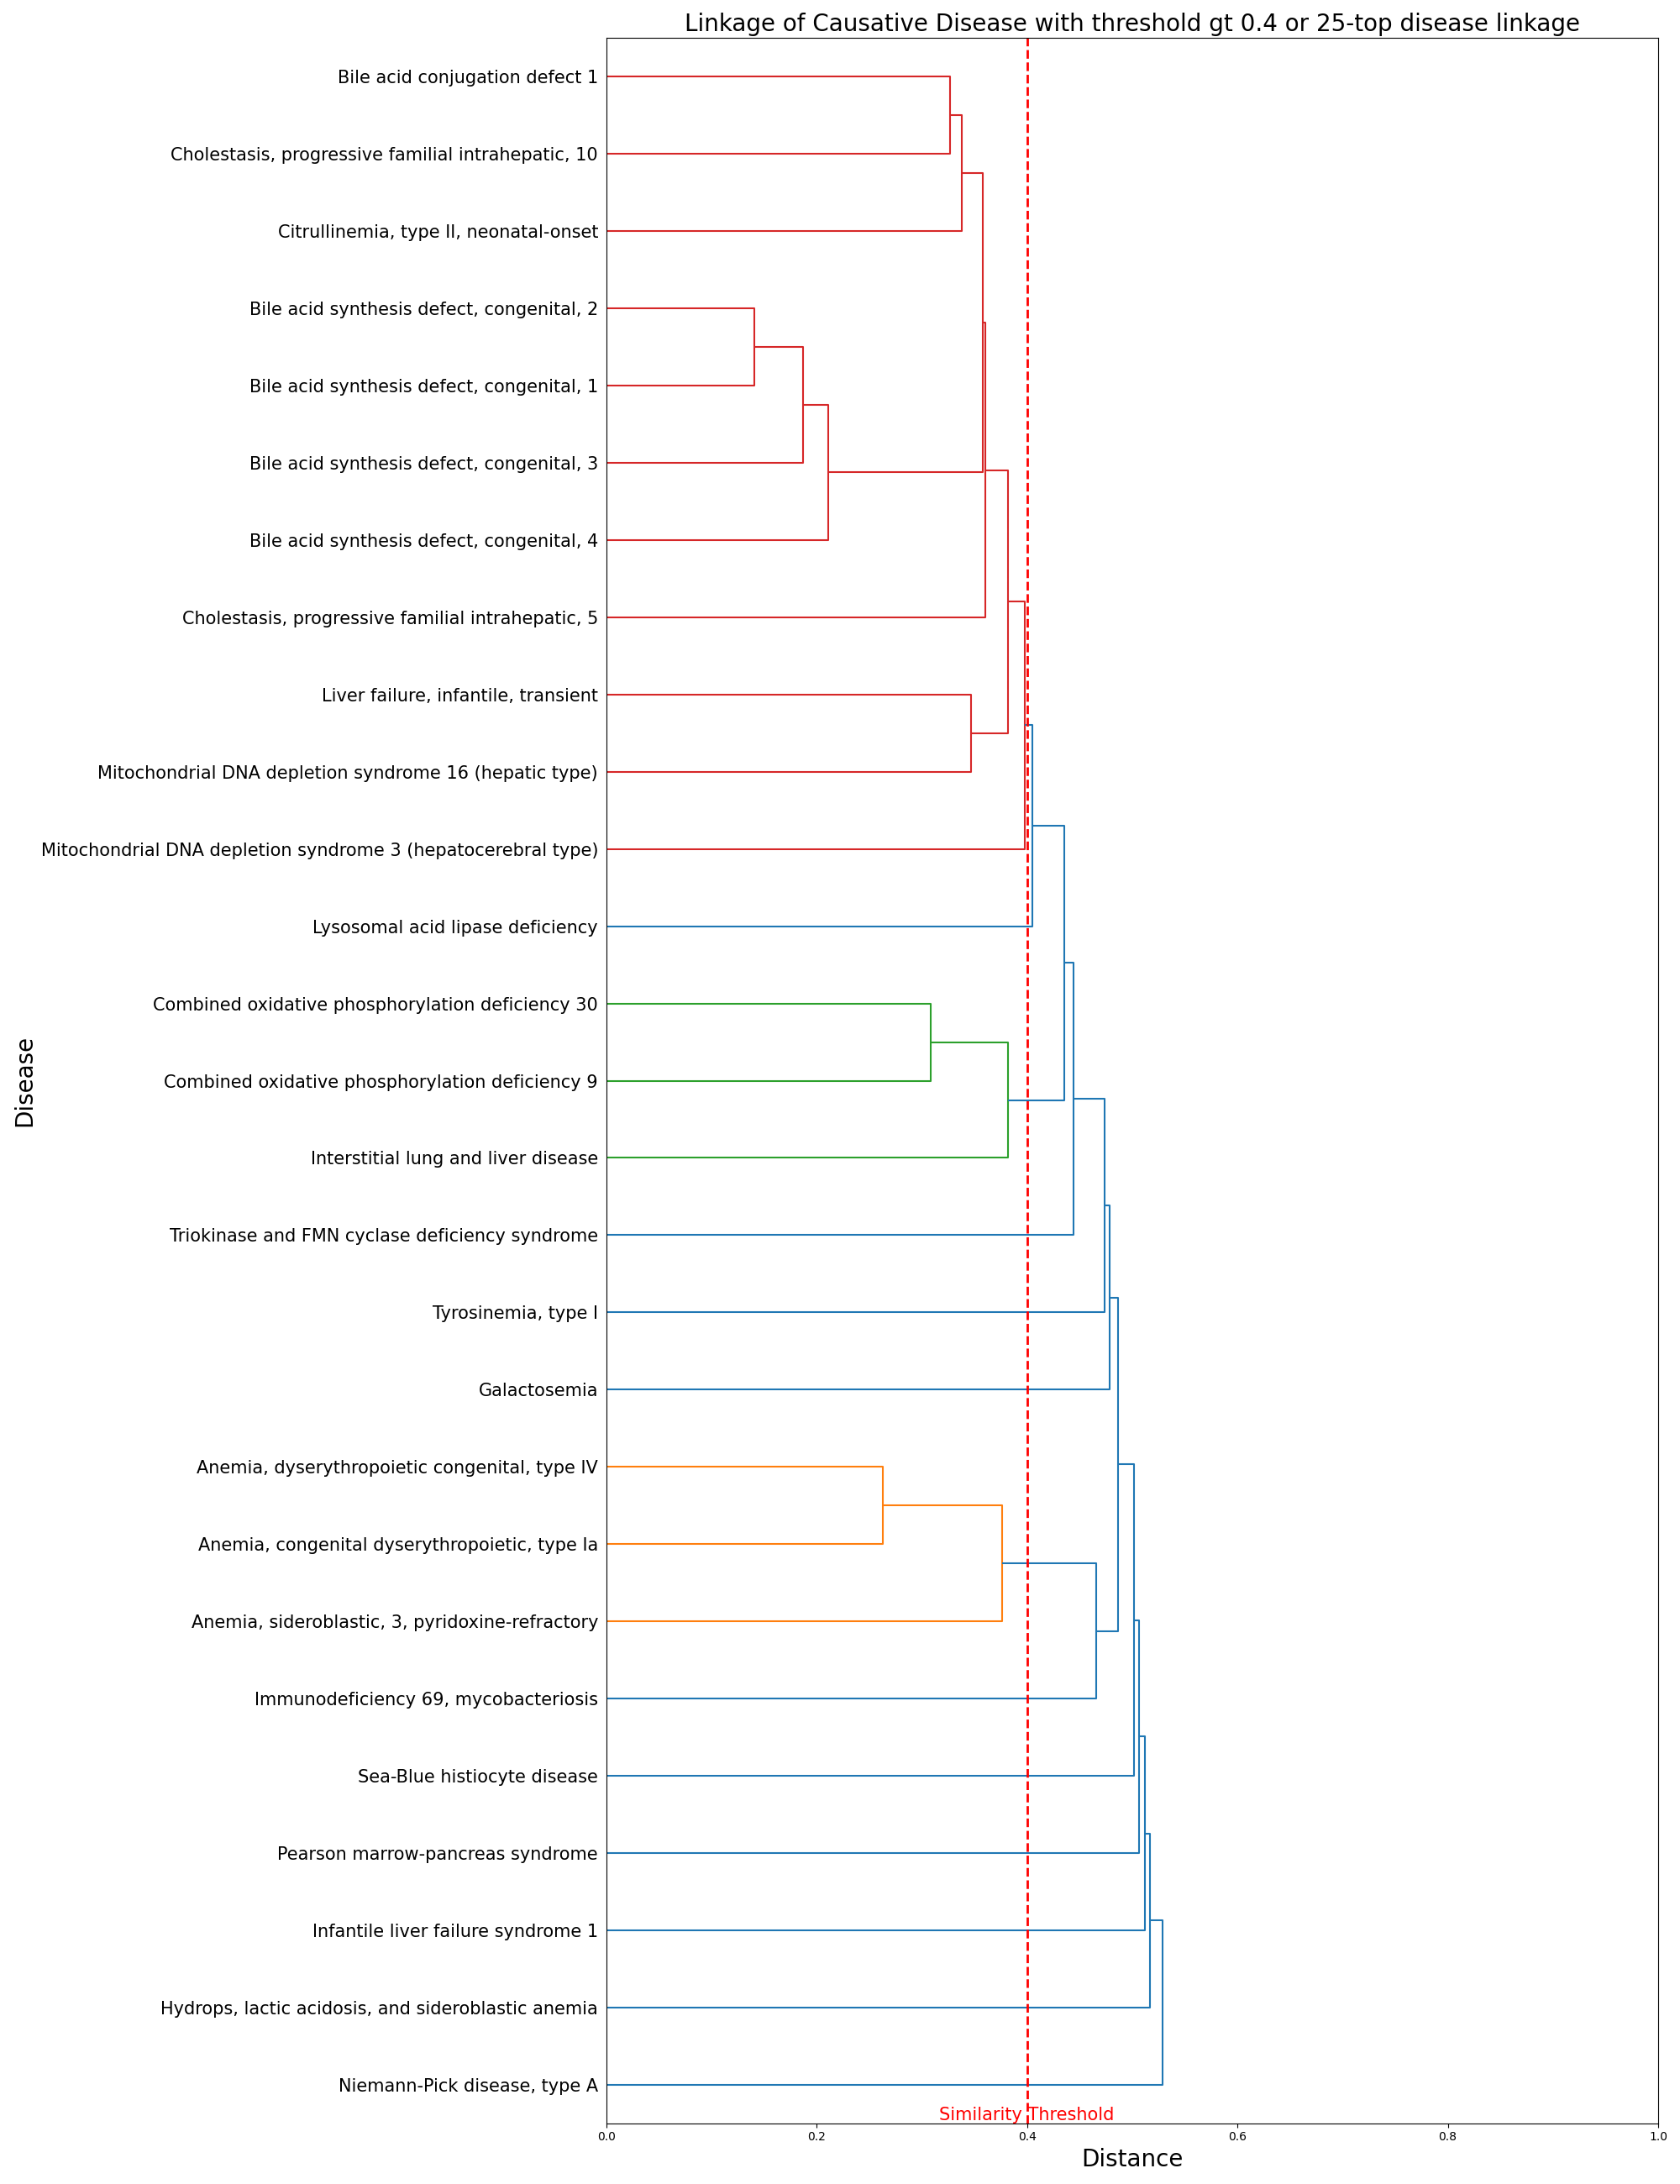 Linkage of Causative Disease with threshold gt 0.4 or 25-top disease linkage
Bile acid conjugation defect 1
Cholestasis, progressive familial intrahepatic, 10
Citrullinemia, type II, neonatal-onset
Bile acid synthesis defect, congenital, 2
Bile acid synthesis defect, congenital, 1
Bile acid synthesis defect, congenital, 3
Bile acid synthesis defect, congenital, 4
Cholestasis, progressive familial intrahepatic, 5
Liver failure, infantile, transient
Mitochondrial DNA depletion syndrome 16 (hepatic type)
Mitochondrial DNA depletion syndrome 3 (hepatocerebral type)
Lysosomal acid lipase deficiency
Combined oxidative phosphorylation deficiency 30
Combined oxidative phosphorylation deficiency 9
Interstitial lung and liver disease
Triokinase and FMN cyclase deficiency syndrome
Tyrosinemia, type I
Galactosemia
Anemia, dyserythropoietic congenital, type IV
Anemia, congenital dyserythropoietic, type Ia
Anemia, sideroblastic, 3, pyridoxine-refractory
Immunodeficiency 69, mycobacteriosis
Sea-Blue histiocyte disease
Pearson marrow-pancreas syndrome
Infantile liver failure syndrome 1
Hydrops, lactic acidosis, and sideroblastic anemia
Niemann-Pick disease, type A
Disease
Similarity Threshold
0.0 0.2 0.4 0.6 0.8 1.0
Distance